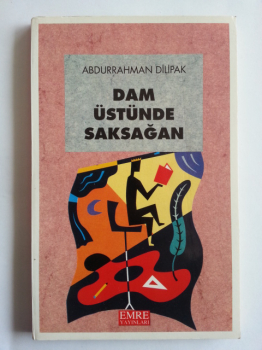 ABDURRAHMAN DİLİPAK
DAM
ÜSTÜNDE
SAKSAĞAN
EMRE
YAYINLARI